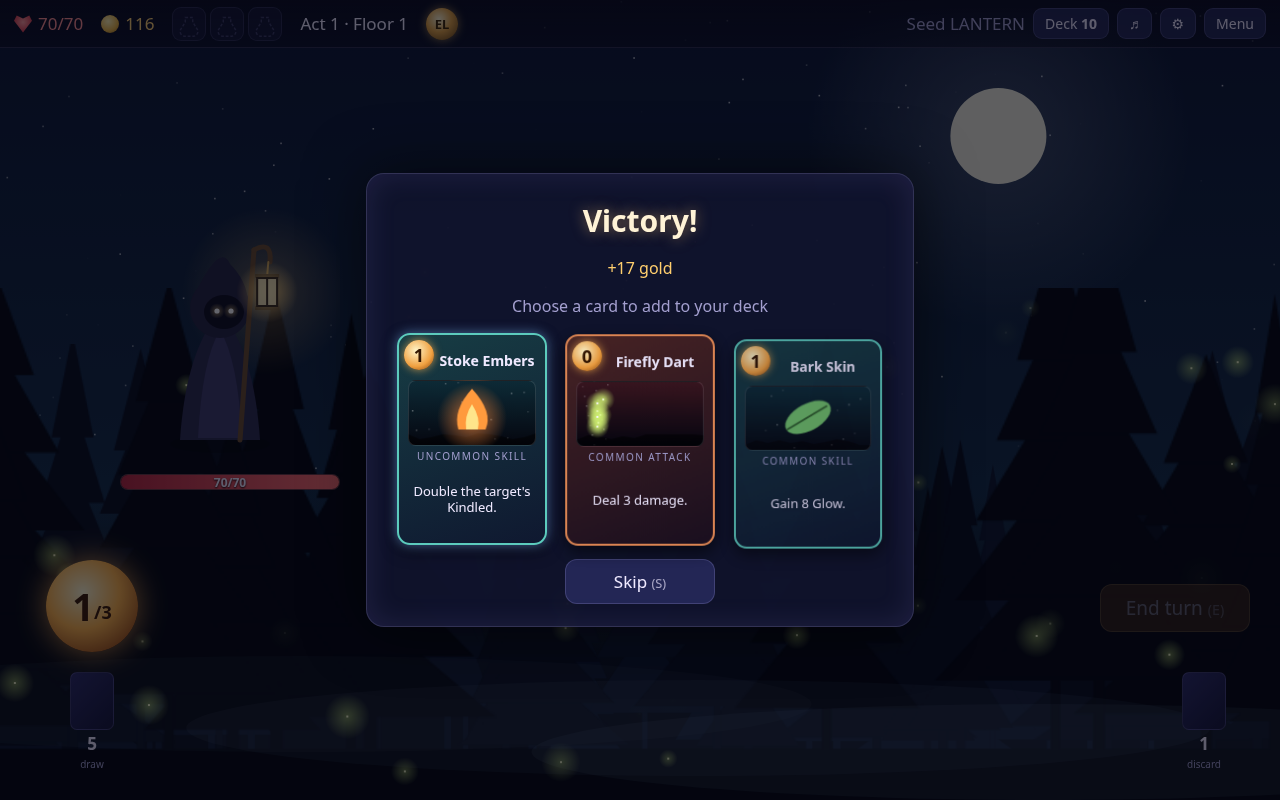 70/70
116
Act 1 · Floor 1
EL
Seed LANTERN
Deck 10
♬
⚙
Menu
Victory!
+17 gold
Choose a card to add to your deck
1
Stoke Embers
UNCOMMON SKILL
Double the target's
Kindled.
0
Firefly Dart
COMMON ATTACK
Deal 3 damage.
1
Bark Skin
COMMON SKILL
Gain 8 Glow.
Skip (S)
70/70
1/3
End turn (E)
5
draw
1
discard